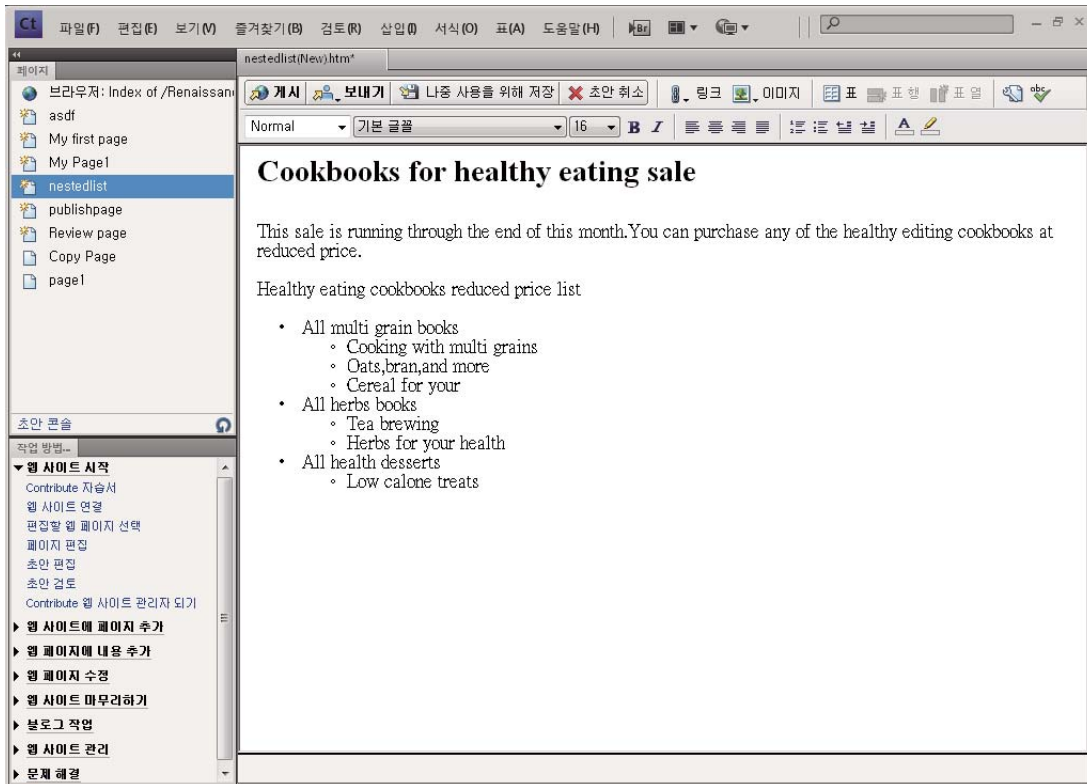 Ct 파일(F) 편집(E) 보기(V) 즐겨찾기(B) 검토(R) 삽입(I) 서식(O) 표(A) 도움말(H) Br
페이지
브라우저: Index of /Renaissan
asdf
My first page
My Page1
nestedlist
publishpage
Review page
Copy Page
page1
초안 콘솔
작업 방법...
웹 사이트 시작
Contribute 자습서
웹 사이트 연결
편집할 웹 페이지 선택
페이지 편집
초안 편집
초안 검토
Contribute 웹 사이트 관리자 되기
웹 사이트에 페이지 추가
웹 페이지에 내용 추가
웹 페이지 수정
웹 사이트 마무리하기
블로그 작업
웹 사이트 관리
문제 해결
nestedlist(New).htm*
게시 보내기 나중 사용을 위해 저장 초안 취소 링크 이미지 표 표 행 표 열 abc
Normal 기본 글꼴 16 B I A
Cookbooks for healthy eating sale
This sale is running through the end of this month.You can purchase any of the healthy editing cookbooks at
reduced price.
Healthy eating cookbooks reduced price list
• All multi grain books
◦ Cooking with multi grains
◦ Oats,bran,and more
◦ Cereal for your
• All herbs books
◦ Tea brewing
◦ Herbs for your health
• All health desserts
◦ Low calone treats